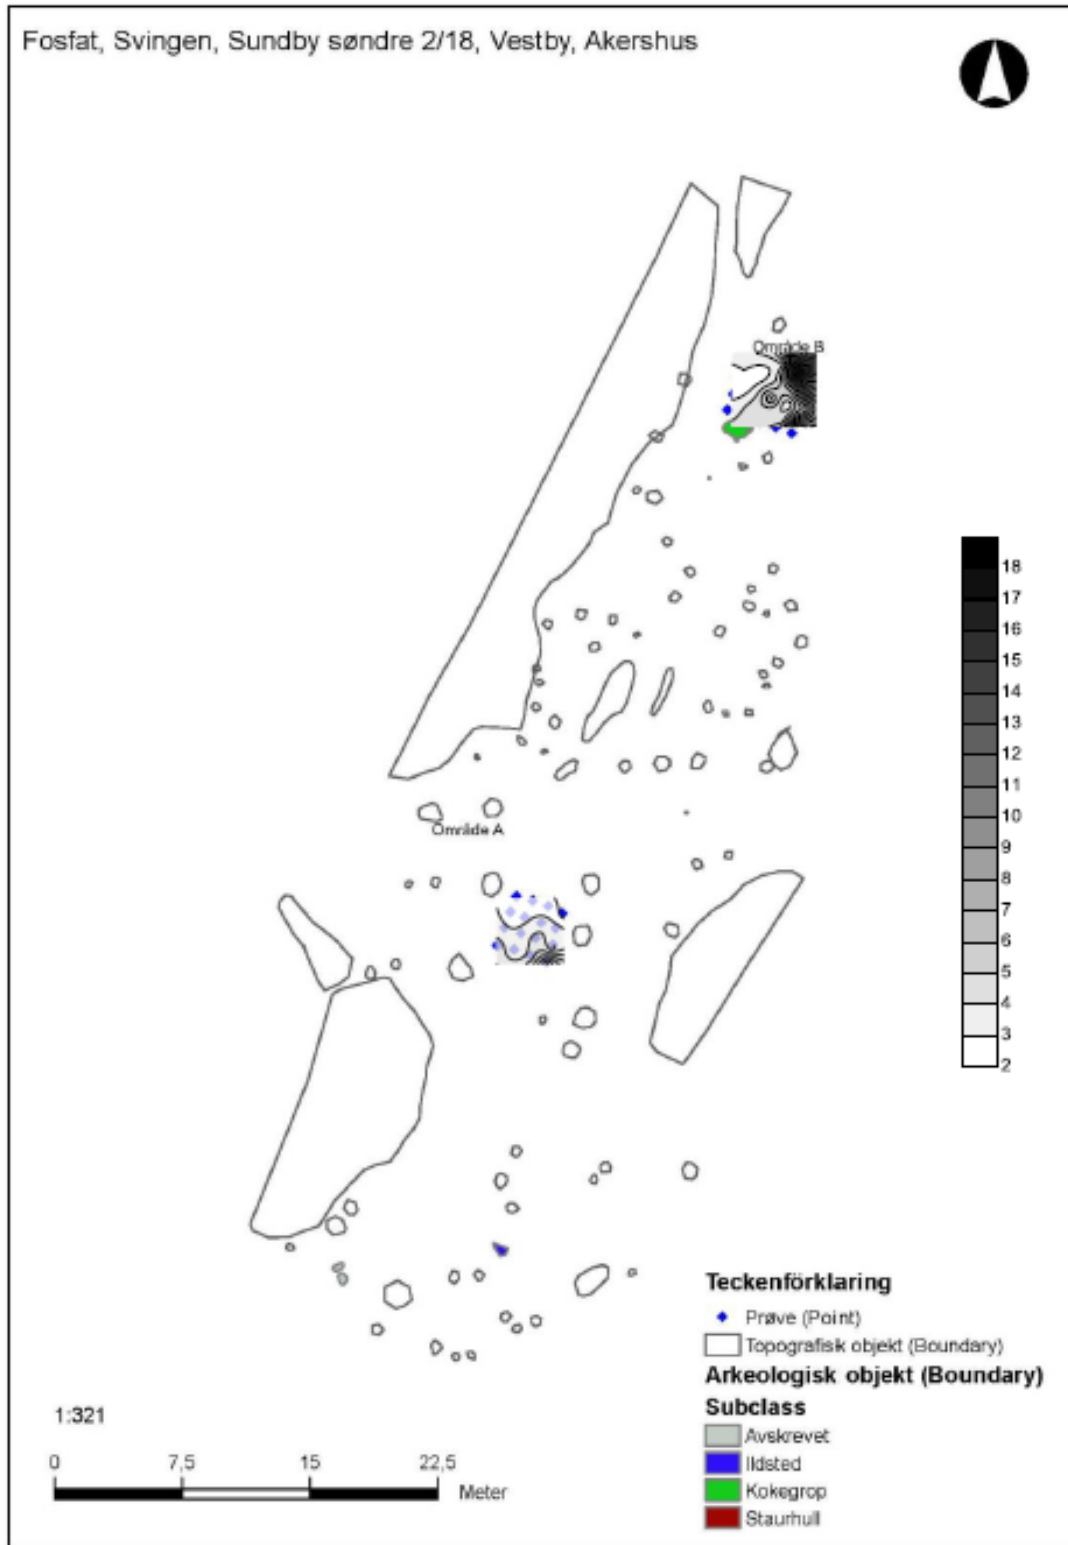 Fosfat, Svingen, Sundby søndre 2/18, Vestby, Akershus
Område B
18
17
16
15
14
13
12
11
10
9
8
7
6
5
4
3
2
Område A
Teckenförklaring
Prøve (Point)
Topografisk objekt (Boundary)
Arkeologisk objekt (Boundary)
Subclass
Avskrevet
Ildsted
Kokegrop
Staurhull
1:321
0 7,5 15 22,5
Meter